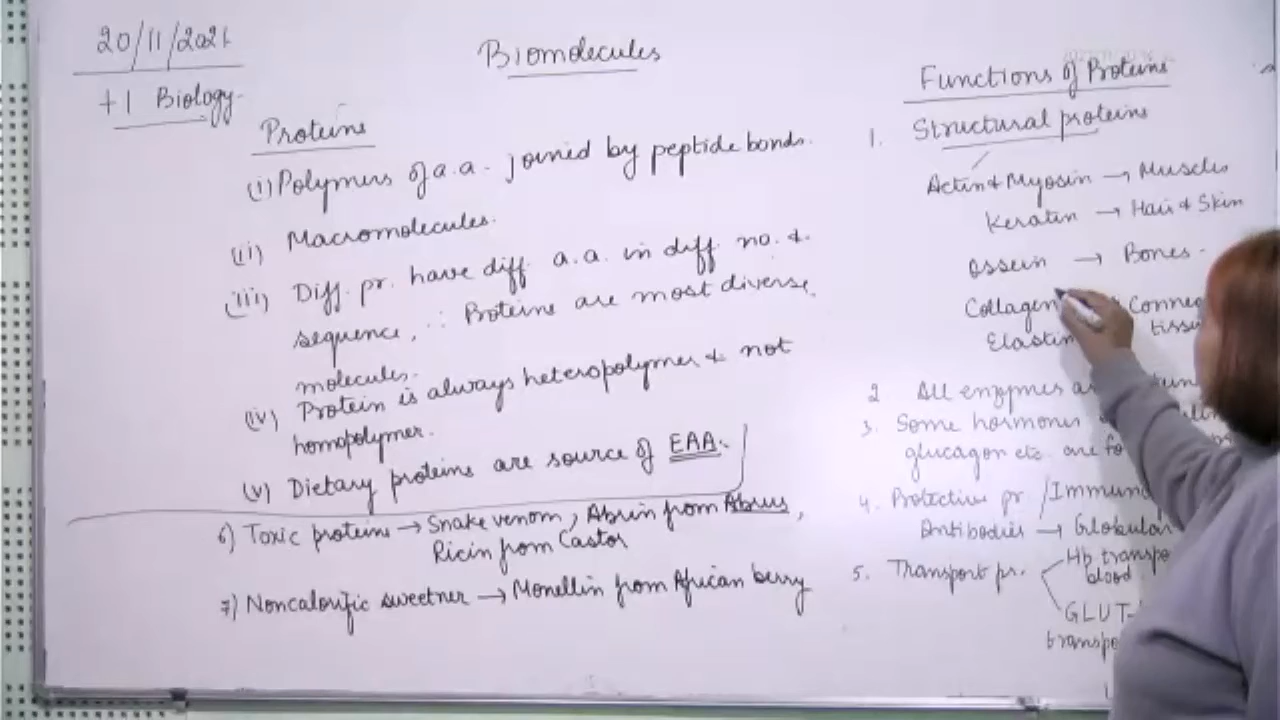 20/11/2021
+1 Biology
Biomolecules
Proteins
(i) Polymers of a.a. joined by peptide bonds.
(ii) Macromolecules.
(iii) Diff. pr. have diff. a.a. in diff no. &
sequence, ∴ Proteins are most diverse
molecules.
(iv) Protein is always heteropolymer & not
homopolymer.
(v) Dietary proteins are source of EAA.
6) Toxic proteins → Snake venom, Abrin from Abrus,
Ricin from Castor
7) Noncalorific sweetner → Monellin from African berry
Functions of Proteins
1. Structural proteins
Actin & Myosin → Muscles
Keratin → Hair & Skin
Ossein → Bones.
Collagen
Elastin
2 All enzymes
3. Some hormones
glucagon etc. are
4. Protective pr /
Antibodies → Globular
5. Transport pr.
Hb
blood
GLUT-